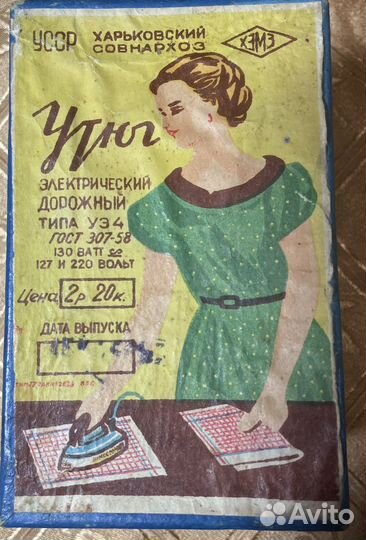 УССР
ХАРЬКОВСКИЙ
СОВНАРХОЗ
ХЭМЗ
Утюг
ЭЛЕКТРИЧЕСКИЙ
ДОРОЖНЫЙ
ТИПА УЭ4
ГОСТ 307-58
130 ВАТТ
127 И 220 ВОЛЬТ
Цена 2р 20к.
ДАТА ВЫПУСКА
Avito